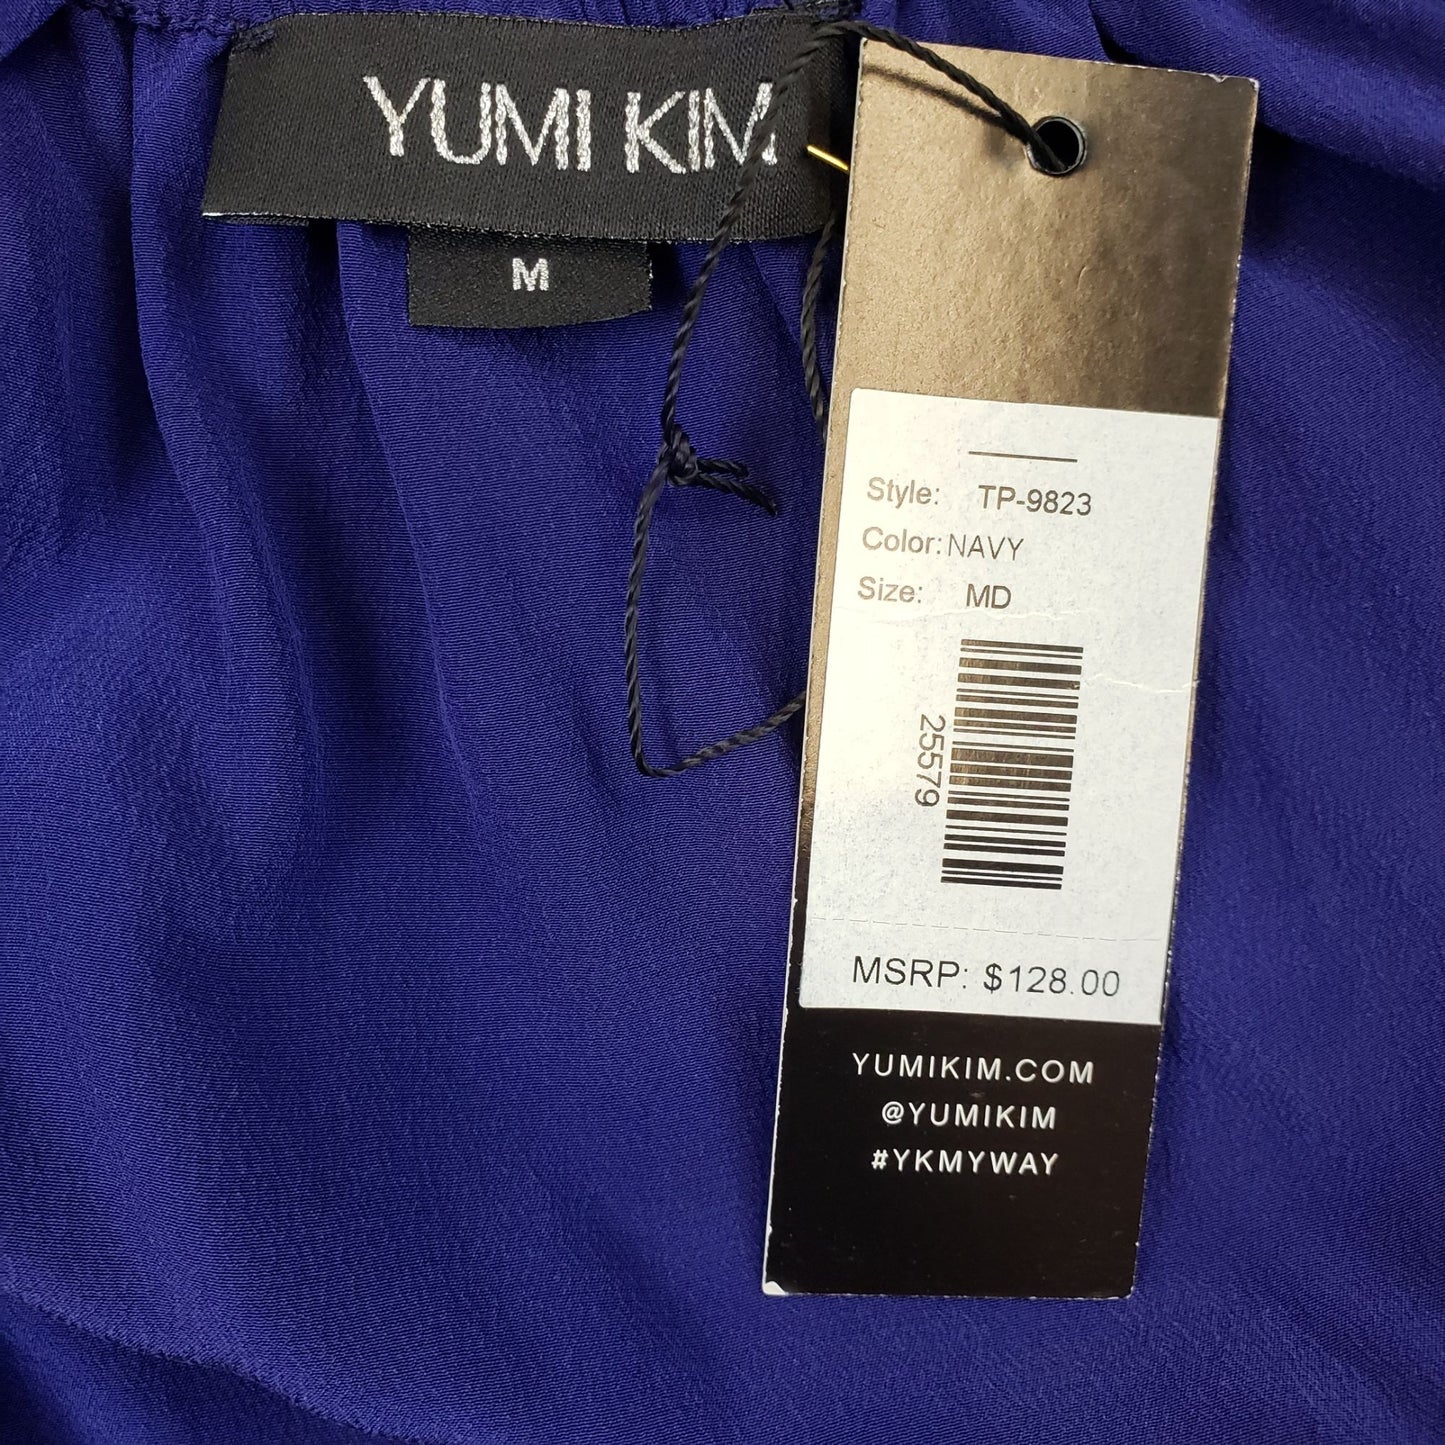 YUMI KIM
M
Style: TP-9823
Color: NAVY
Size: MD
25579
MSRP: $128.00
YUMIKIM.COM
@YUMIKIM
#YKMYWAY